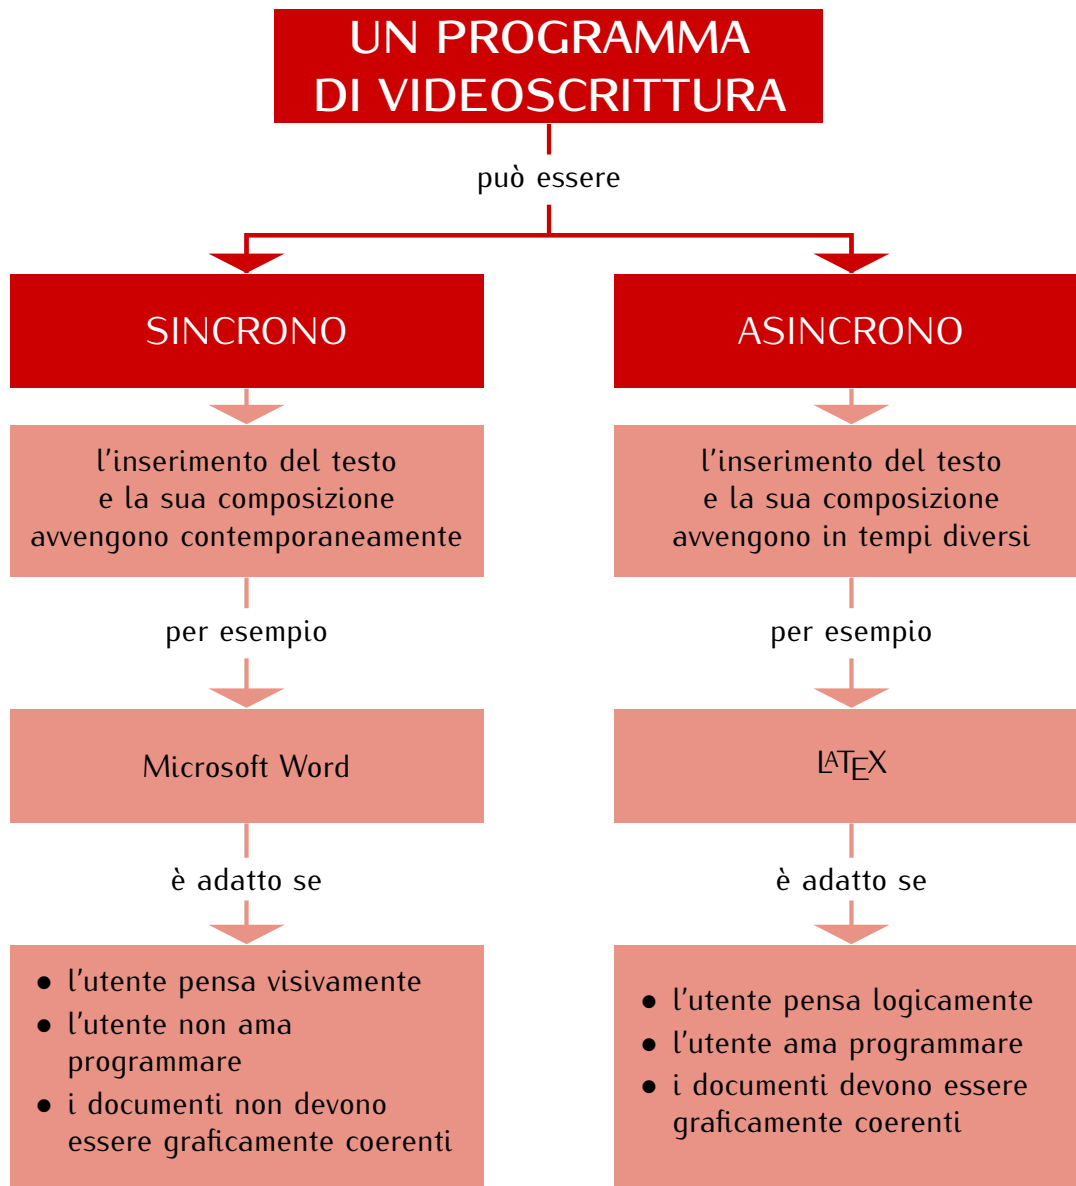 UN PROGRAMMA
DI VIDEOSCRITTURA
può essere
SINCRONO
l'inserimento del testo
e la sua composizione
avvengono contemporaneamente
per esempio
Microsoft Word
è adatto se
● l'utente pensa visivamente
● l'utente non ama
programmare
● i documenti non devono
essere graficamente coerenti
ASINCRONO
l'inserimento del testo
e la sua composizione
avvengono in tempi diversi
per esempio
LATEX
è adatto se
● l'utente pensa logicamente
● l'utente ama programmare
● i documenti devono essere
graficamente coerenti